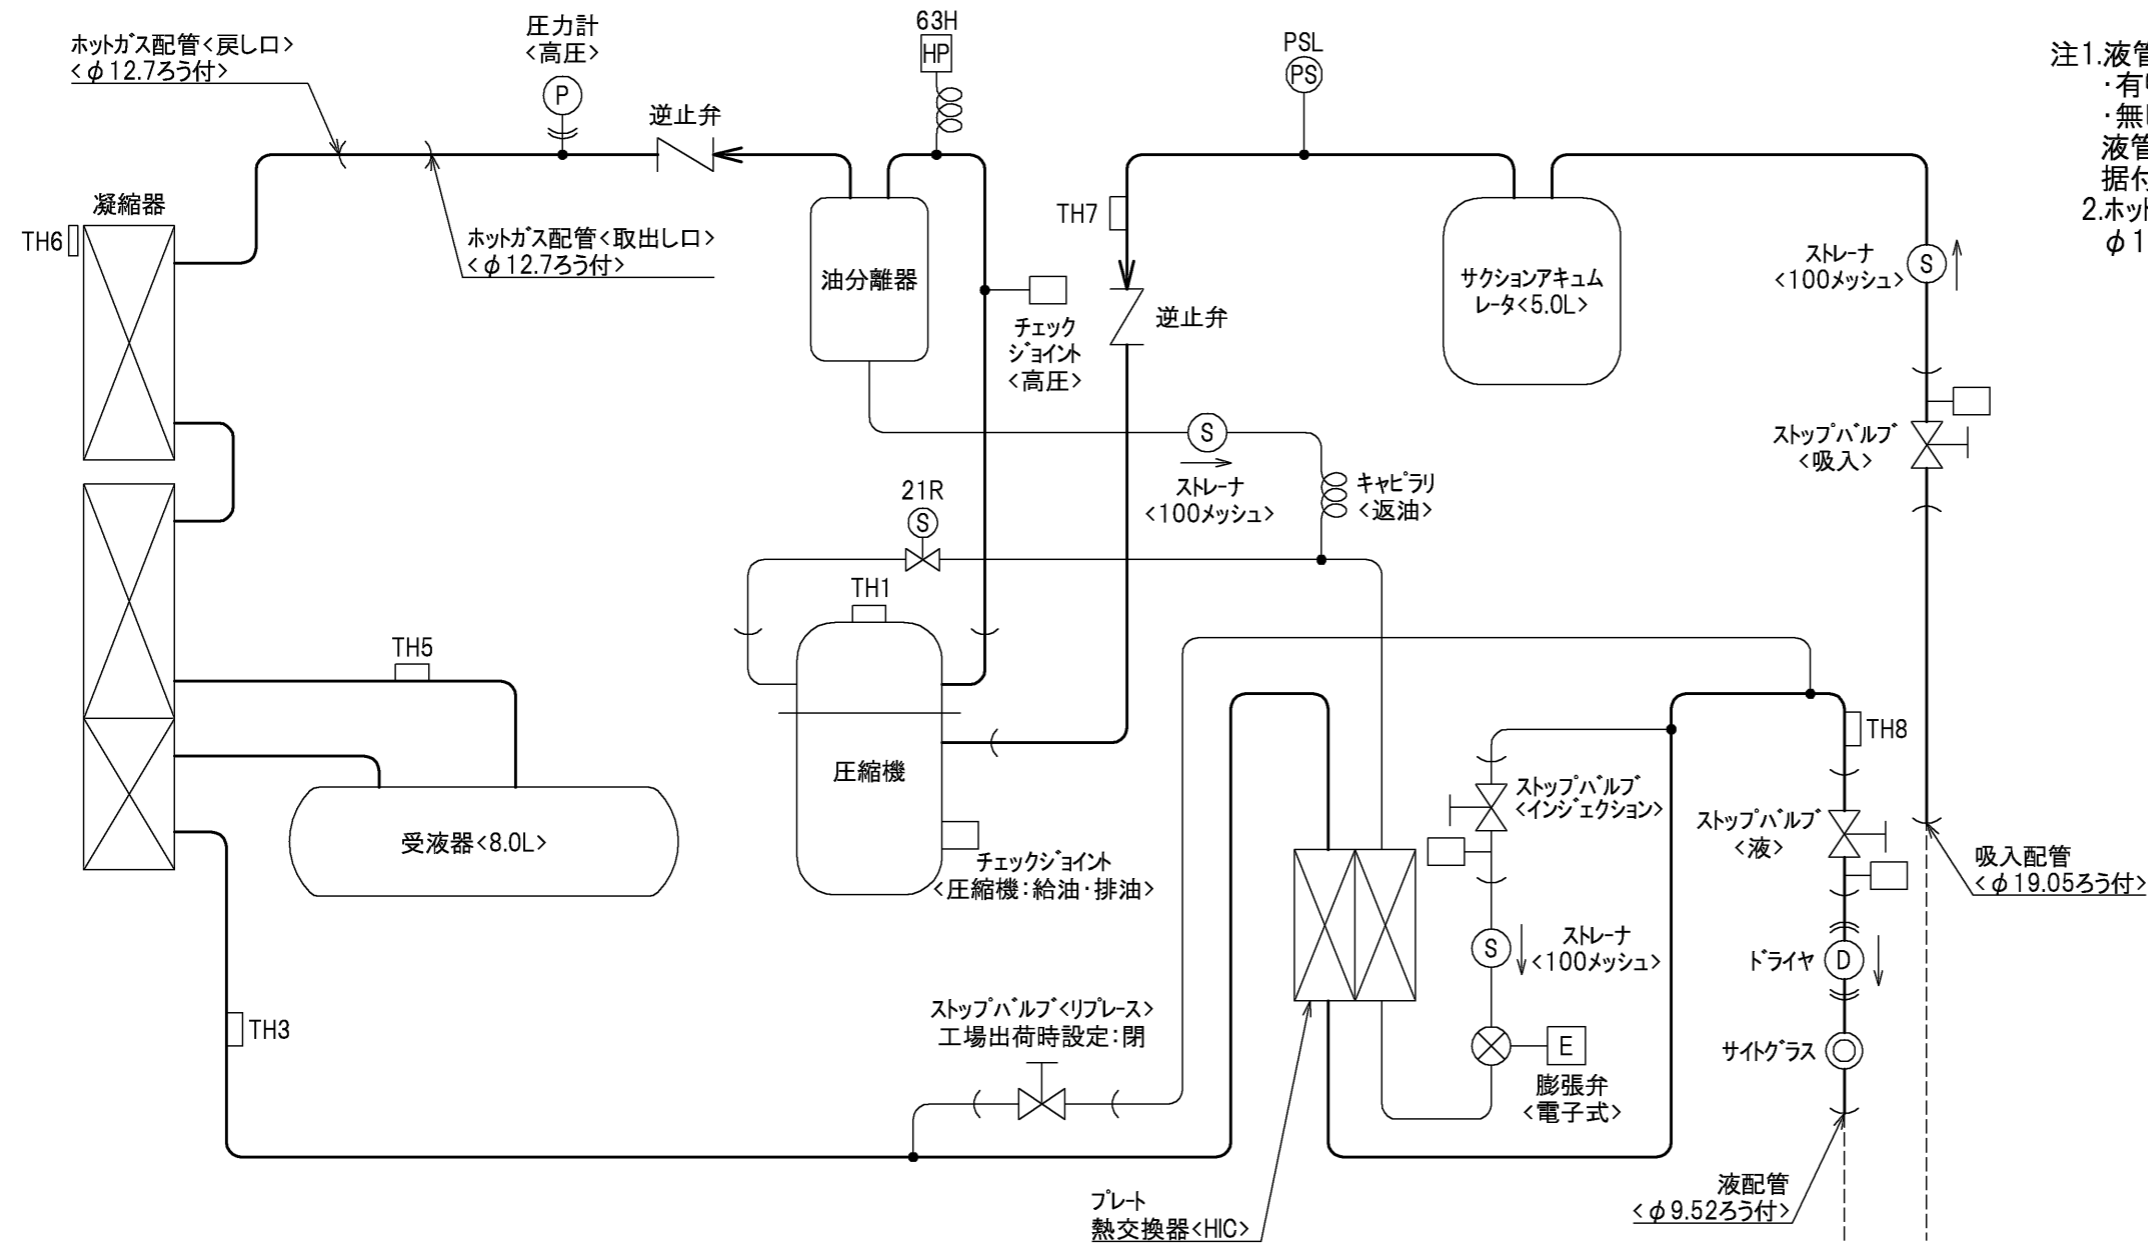 ホットガス配管<戻し口>
<φ12.7ろう付>
圧力計
<高圧>
P
63H
HP
逆止弁
PSL
PS
注1.液管
・有
・無
液管
据付
2.ホット
φ1
凝縮器
TH6
ホットガス配管<取出し口>
<φ12.7ろう付>
油分離器
TH7
サクションアキュム
レータ<5.0L>
ストレーナ
<100メッシュ>
S
チェック
ジョイント
<高圧>
逆止弁
S
ストレーナ
<100メッシュ>
キャピラリ
<返油>
ストップバルブ
<吸入>
21R
S
TH1
TH5
TH8
圧縮機
受液器<8.0L>
チェックジョイント
<圧縮機:給油・排油>
ストップバルブ
<インジェクション>
ストップバルブ
<液>
吸入配管
<φ19.05ろう付>
S
ストレーナ
<100メッシュ>
ドライヤ
D
TH3
ストップバルブ<リプレース>
工場出荷時設定:閉
E
膨張弁
<電子式>
サイトグラス
プレート
熱交換器<HIC>
液配管
<φ9.52ろう付>